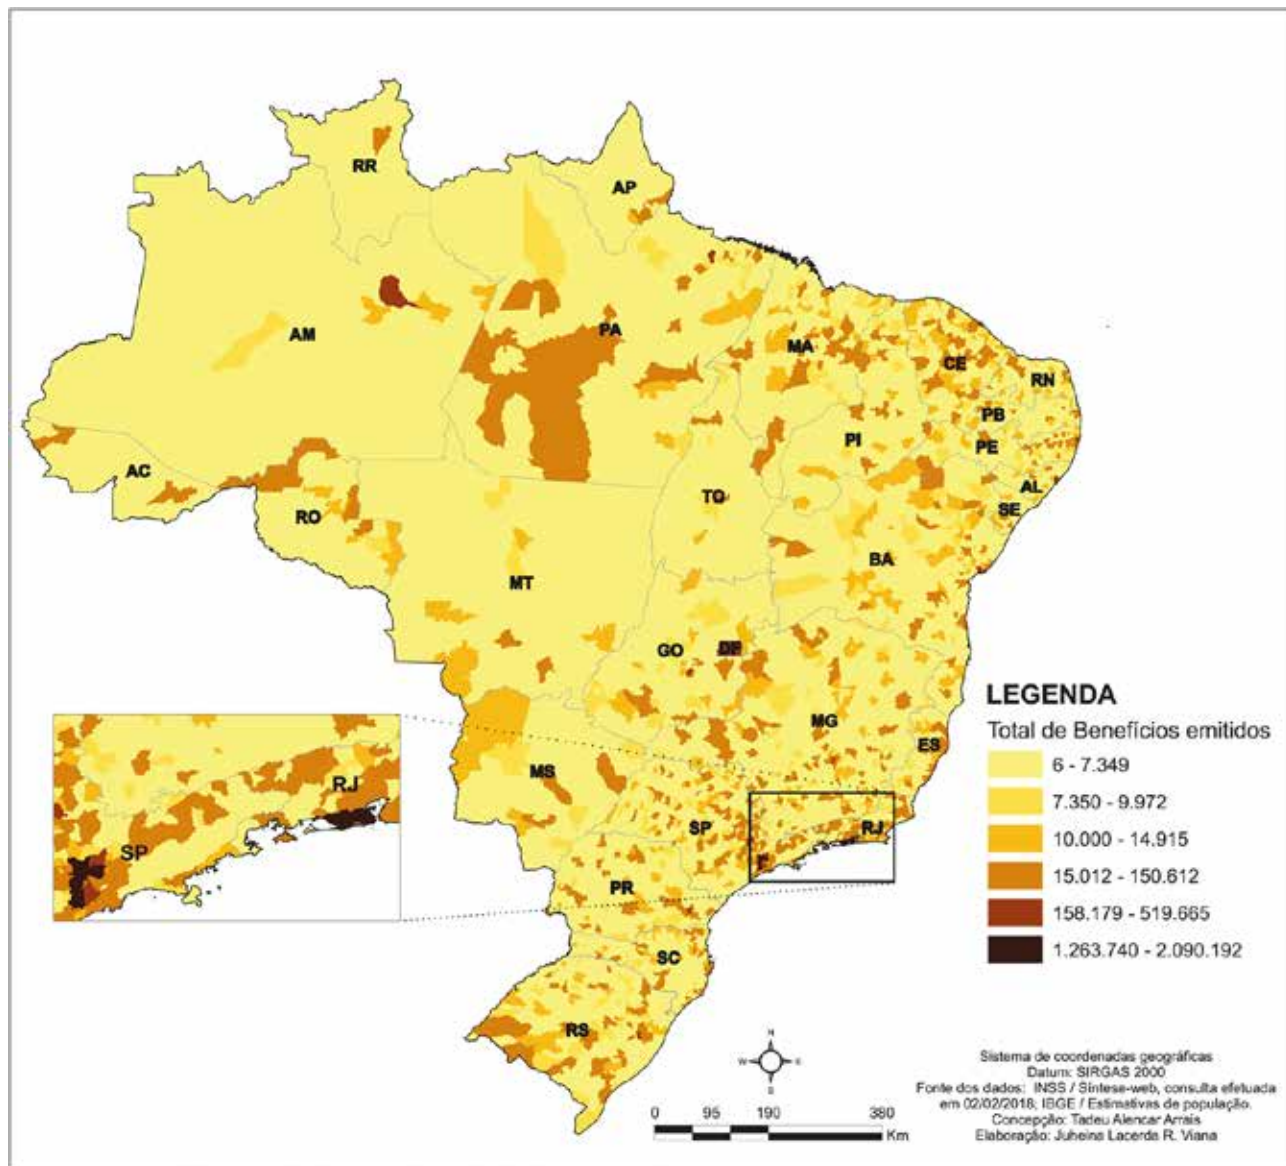 RR
AP
AM
PA
MA
CE
RN
PB
PE
PI
AL
SE
AC
TO
RO
BA
MT
GO
DF
MG
ES
MS
SP
RJ
PR
SC
RS
RJ
SP
LEGENDA
Total de Benefícios emitidos
6 - 7.349
7.350 - 9.972
10.000 - 14.915
15.012 - 150.612
158.179 - 519.665
1.263.740 - 2.090.192
N
W
E
S
0 95 190 380
Km
Sistema de coordenadas geográficas
Datum: SIRGAS 2000
Fonte dos dados: INSS / Síntese-web, consulta efetuada
em 02/02/2018; IBGE / Estimativas de população.
Concepção: Tadeu Alencar Arrais
Elaboração: Juheina Lacerda R. Viana